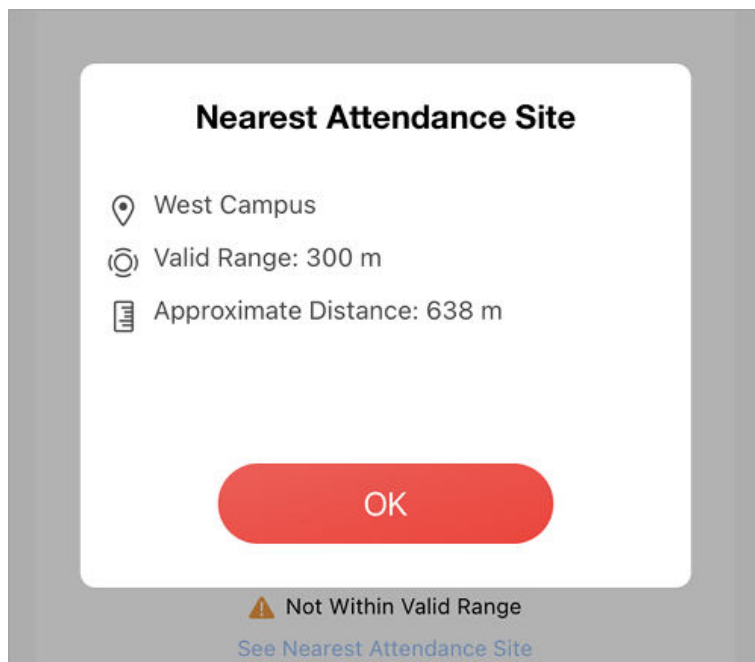 Nearest Attendance Site
West Campus
Valid Range: 300 m
Approximate Distance: 638 m
OK
Not Within Valid Range
See Nearest Attendance Site